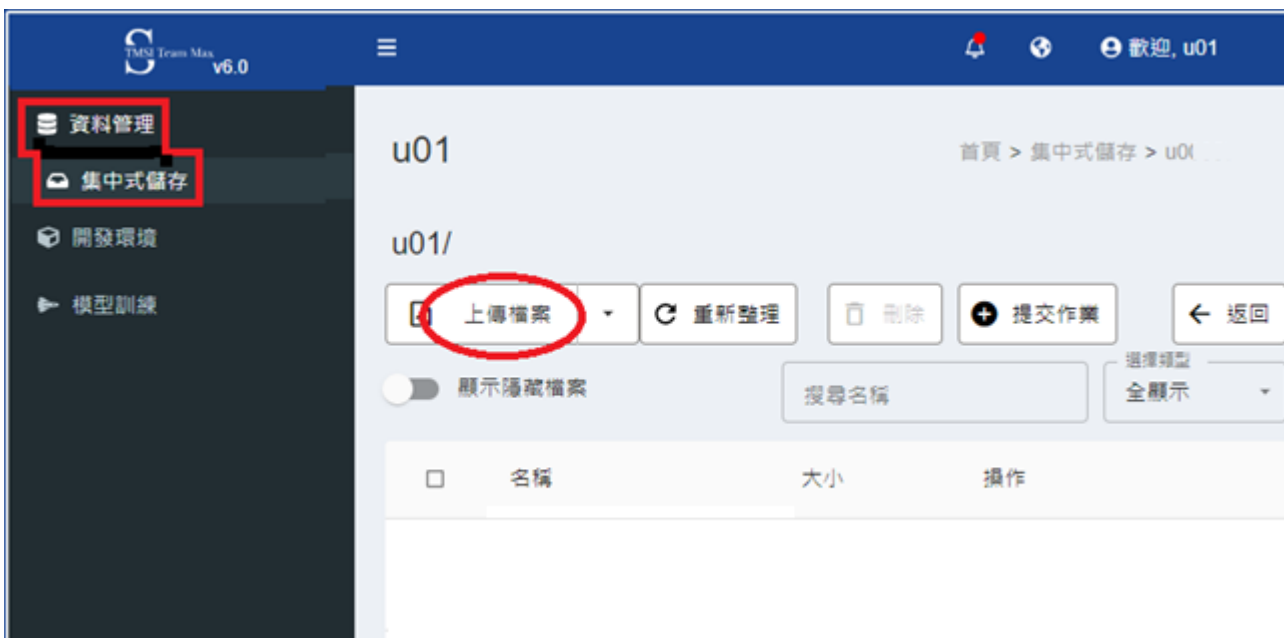 TMSI Team Max
v6.0
歡迎, u01
資料管理
集中式儲存
開發環境
模型訓練
u01
首頁 > 集中式儲存 > u0
u01/
上傳檔案
重新整理
刪除
提交作業
返回
顯示隱藏檔案
搜尋名稱
選擇類型
全顯示
名稱
大小
操作